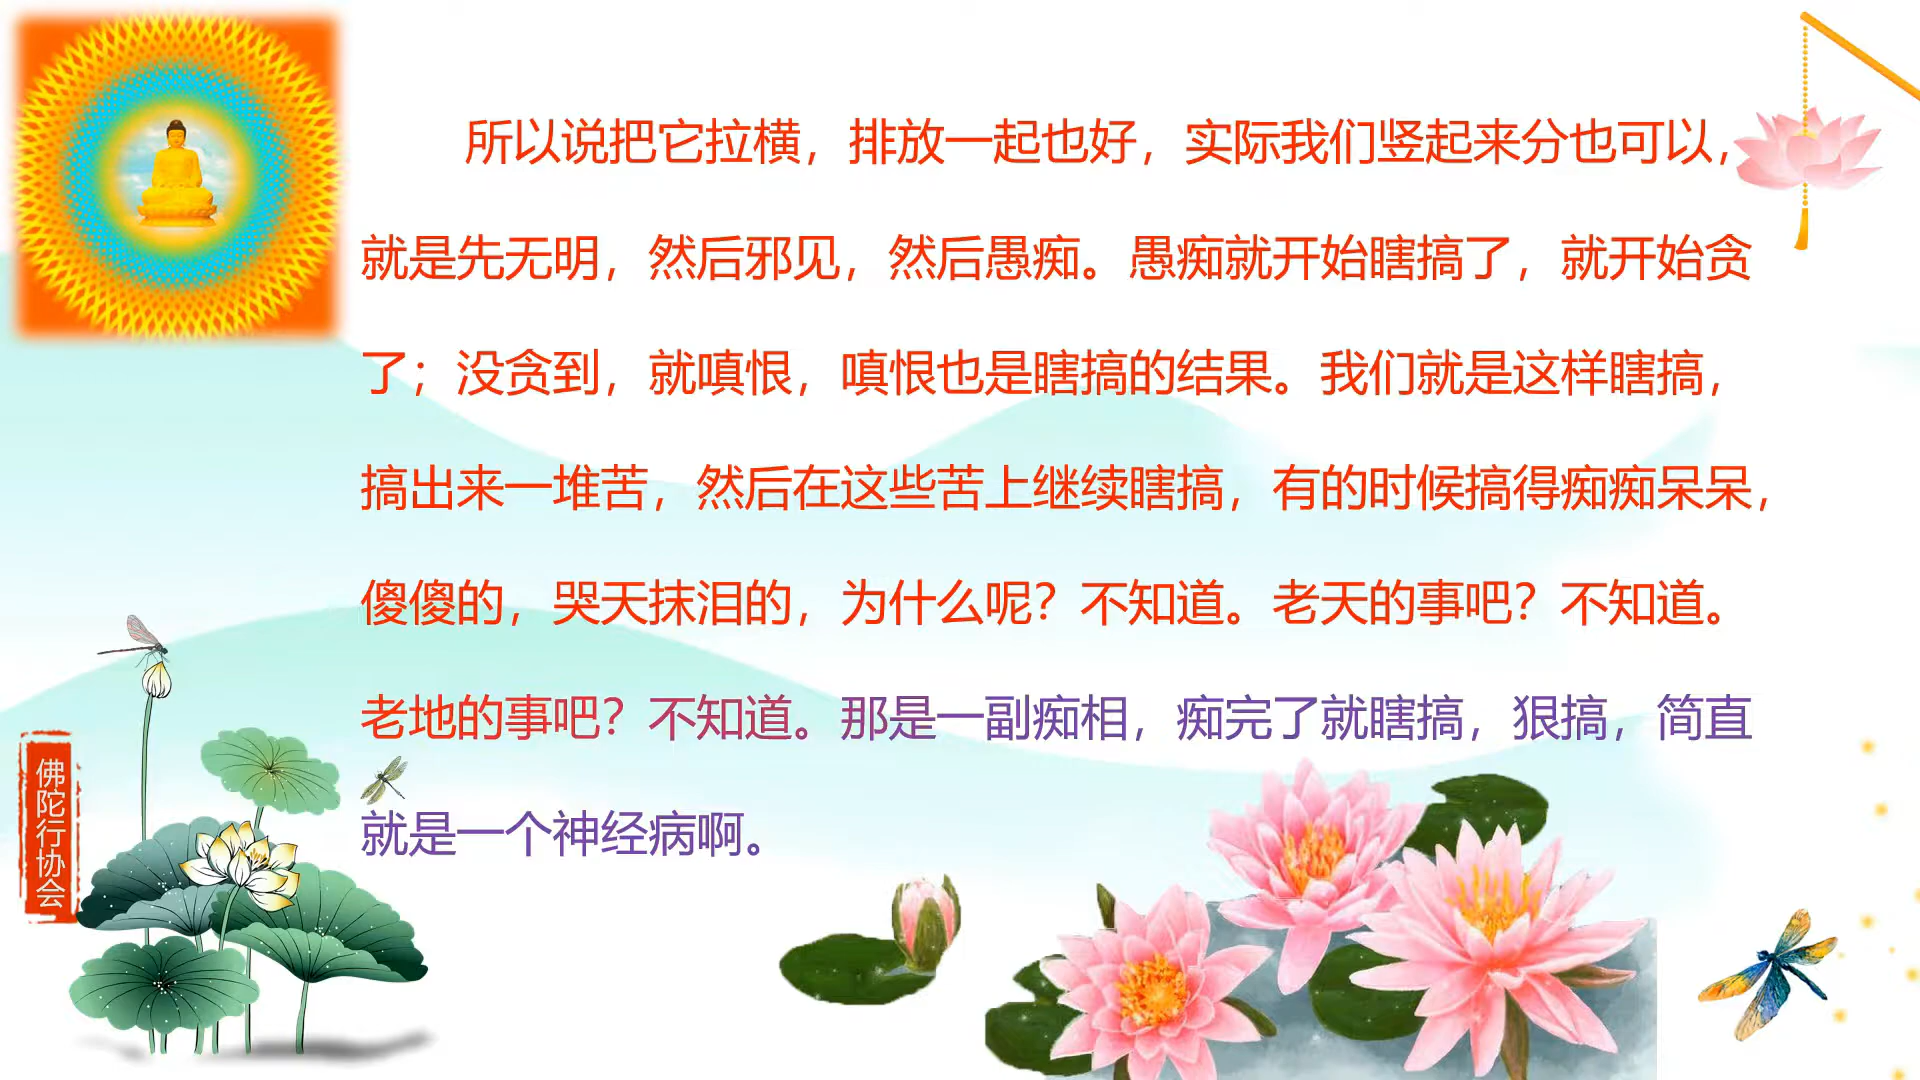 所以说把它拉横，排放一起也好，实际我们竖起来分也可以，
就是先无明，然后邪见，然后愚痴。愚痴就开始瞎搞了，就开始贪
了；没贪到，就嗔恨，嗔恨也是瞎搞的结果。我们就是这样瞎搞，
搞出来一堆苦，然后在这些苦上继续瞎搞，有的时候搞得痴痴呆呆，
傻傻的，哭天抹泪的，为什么呢？不知道。老天的事吧？不知道。
老地的事吧？不知道。那是一副痴相，痴完了就瞎搞，狠搞，简直
就是一个神经病啊。
佛陀行协会